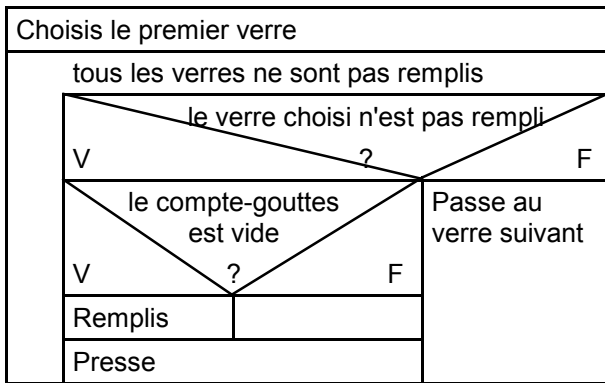 Choisis le premier verre
tous les verres ne sont pas remplis
le verre choisi n'est pas rempli
V ? F
le compte-gouttes
est vide
V ? F
Passe au
verre suivant
Remplis
Presse